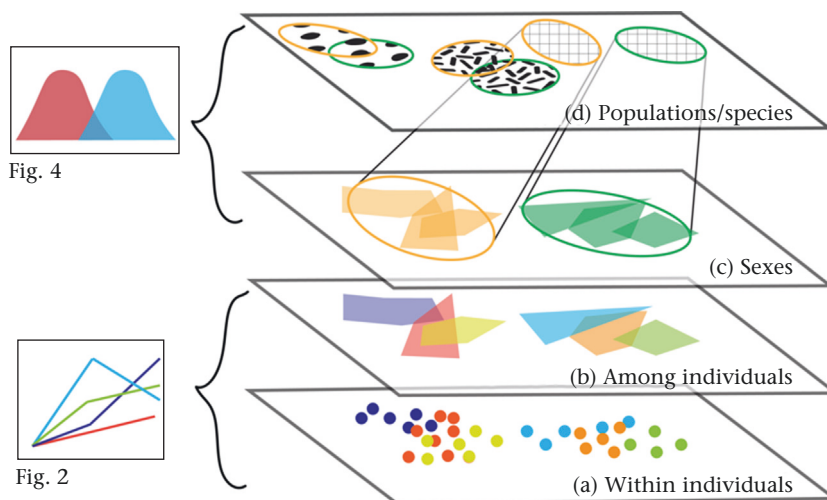 (d) Populations/species
Fig. 4
(c) Sexes
(b) Among individuals
Fig. 2
(a) Within individuals